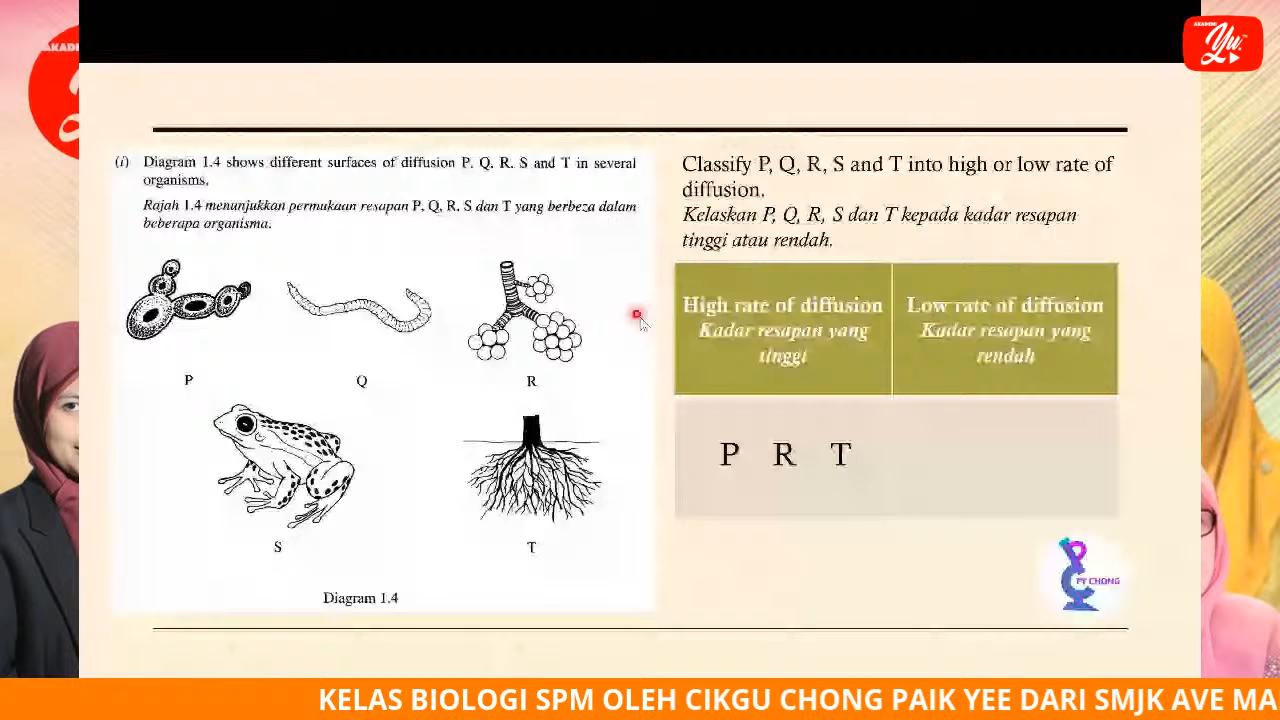 AKADEMI
Yu.
(i) Diagram 1.4 shows different surfaces of diffusion P. Q. R. S and T in several
organisms.
Rajah 1.4 menunjukkan permukaan resapan P, Q, R, S dan T yang berbeza dalam
beberapa organisma.
P
Q
R
S
T
Diagram 1.4
Classify P, Q, R, S and T into high or low rate of
diffusion.
Kelaskan P, Q, R, S dan T kepada kadar resapan
tinggi atau rendah.
High rate of diffusion
Kadar resapan yang
tinggi
Low rate of diffusion
Kadar resapan yang
rendah
P R T
PY CHONG
KELAS BIOLOGI SPM OLEH CIKGU CHONG PAIK YEE DARI SMJK AVE MA